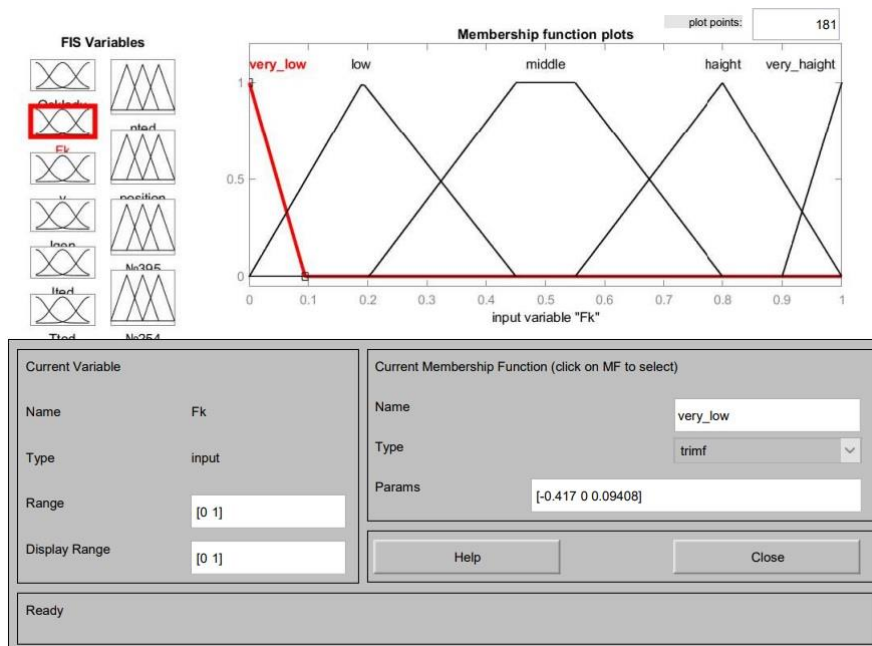 plot points: 181
FIS Variables
Membership function plots
very_low low middle haight very_haight
1
0.5
0
0 0.1 0.2 0.3 0.4 0.5 0.6 0.7 0.8 0.9 1
input variable "Fk"
Fk
position
№395
№254
Current Variable
Name Fk
Type input
Range [0 1]
Display Range [0 1]
Current Membership Function (click on MF to select)
Name very_low
Type trimf
Params [-0.417 0 0.09408]
Help Close
Ready